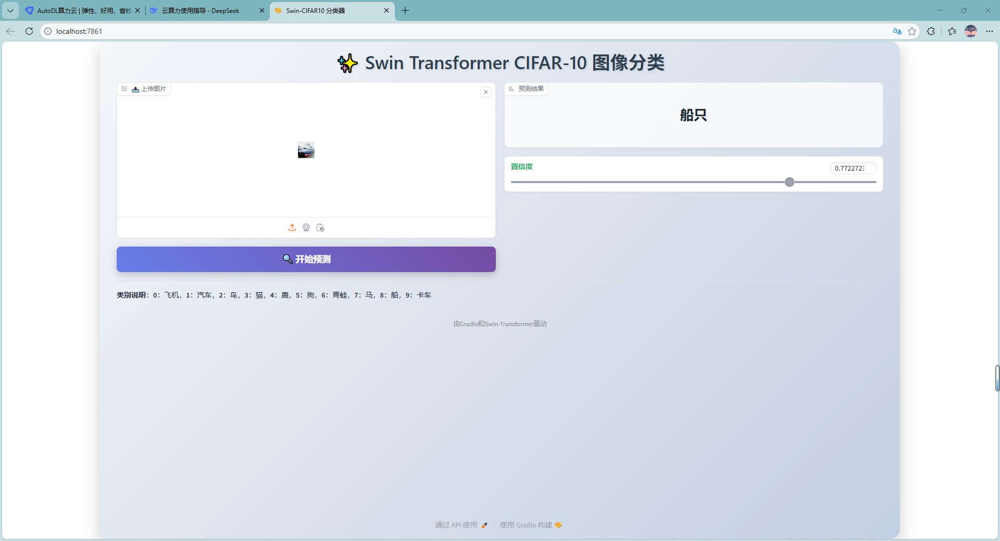 AutoDL算力云 | 弹性、好用、省钱
云算力使用指导 - DeepSeek
Swin-CIFAR10 分类器
localhost:7861
✨ Swin Transformer CIFAR-10 图像分类
上传图片
预测结果
船只
置信度
0.7722723
开始预测
类别说明：0：飞机，1：汽车，2：鸟，3：猫，4：鹿，5：狗，6：青蛙，7：马，8：船，9：卡车
由Gradio和Swin-Transformer驱动
通过 API 使用 🚀 · 使用 Gradio 构建